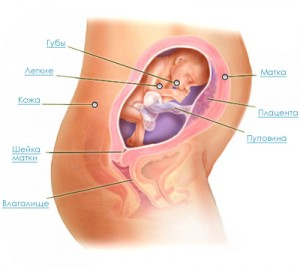 Губы
Легкие
Кожа
Шейка
матки
Влагалище
Матка
Плацента
Пуповина